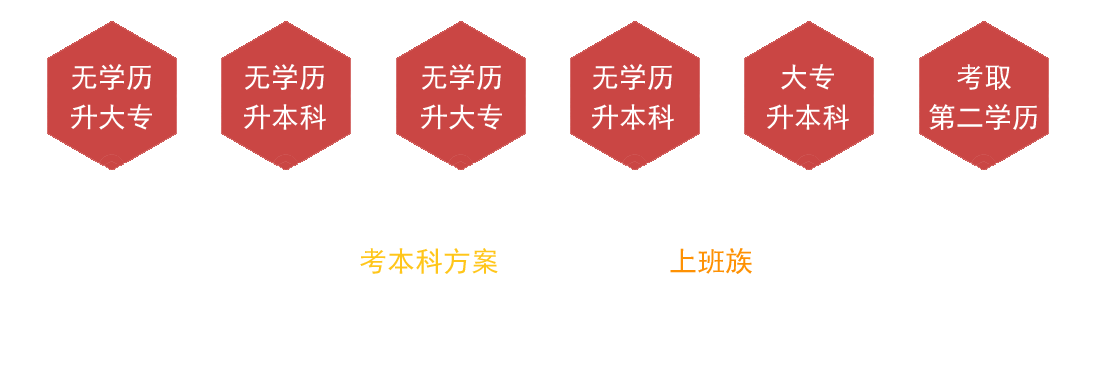 无学历
升大专
无学历
升本科
无学历
升大专
无学历
升本科
大专
升本科
考取
第二学历
考本科方案 上班族